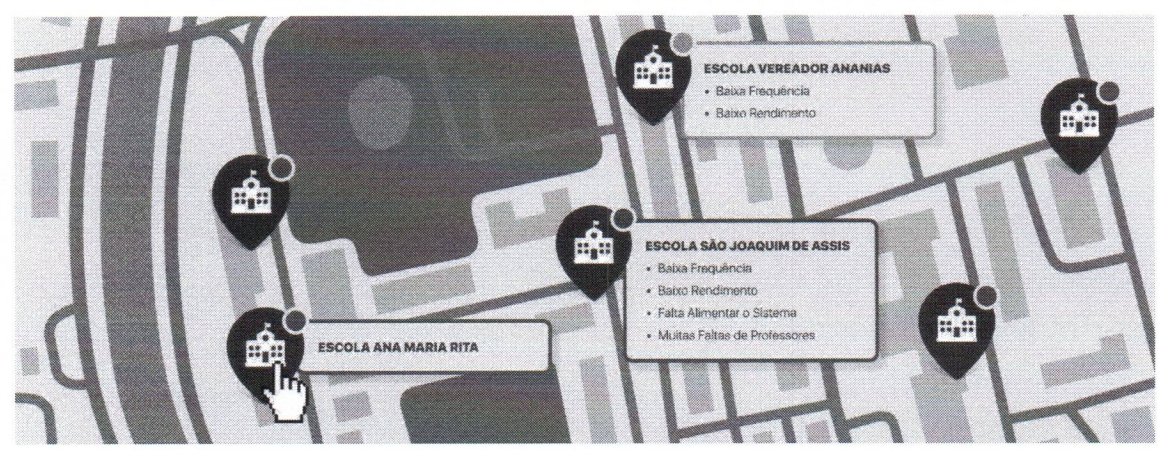 ESCOLA VEREADOR ANANIAS
• Baixa Frequência
• Baixo Rendimento
ESCOLA SÃO JOAQUIM DE ASSIS
• Baixa Frequência
• Baixo Rendimento
• Falta Alimentar o Sistema
• Muitas Faltas de Professores
ESCOLA ANA MARIA RITA